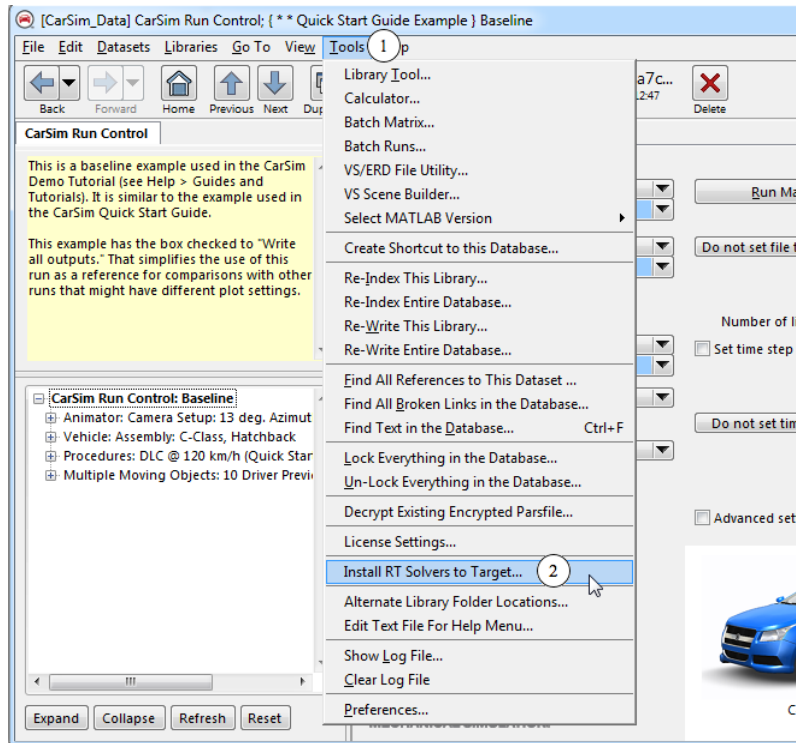 [CarSim_Data] CarSim Run Control; { * * Quick Start Guide Example } Baseline
File Edit Datasets Libraries Go To View Tools 1 p
Back Forward Home Previous Next Dup
a7c...
12:47
Delete
CarSim Run Control
This is a baseline example used in the CarSim
Demo Tutorial (see Help > Guides and
Tutorials). It is similar to the example used in
the CarSim Quick Start Guide.
This example has the box checked to "Write
all outputs." That simplifies the use of this
run as a reference for comparisons with other
runs that might have different plot settings.
CarSim Run Control: Baseline
Animator: Camera Setup: 13 deg. Azimut
Vehicle: Assembly: C-Class, Hatchback
Procedures: DLC @ 120 km/h (Quick Star
Multiple Moving Objects: 10 Driver Previ
Expand Collapse Refresh Reset
Library Tool...
Calculator...
Batch Matrix...
Batch Runs...
VS/ERD File Utility...
VS Scene Builder...
Select MATLAB Version
Create Shortcut to this Database...
Re-Index This Library...
Re-Index Entire Database...
Re-Write This Library...
Re-Write Entire Database...
Find All References to This Dataset ...
Find All Broken Links in the Database...
Find Text in the Database... Ctrl+F
Lock Everything in the Database...
Un-Lock Everything in the Database...
Decrypt Existing Encrypted Parsfile...
License Settings...
Install RT Solvers to Target... 2
Alternate Library Folder Locations...
Edit Text File For Help Menu...
Show Log File...
Clear Log File
Preferences...
Run Ma
Do not set file t
Number of li
Set time step
Do not set tim
Advanced set
C